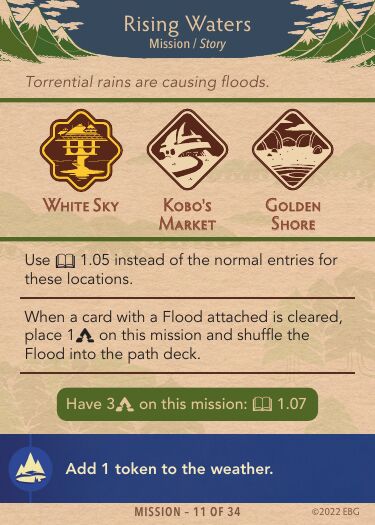 Rising Waters
Mission / Story
Torrential rains are causing floods.
White Sky
Kobo's
Market
Golden
Shore
Use 1.05 instead of the normal entries for
these locations.
When a card with a Flood attached is cleared,
place 1 on this mission and shuffle the
Flood into the path deck.
Have 3 on this mission: 1.07
Add 1 token to the weather.
MISSION - 11 OF 34
©2022 EBG